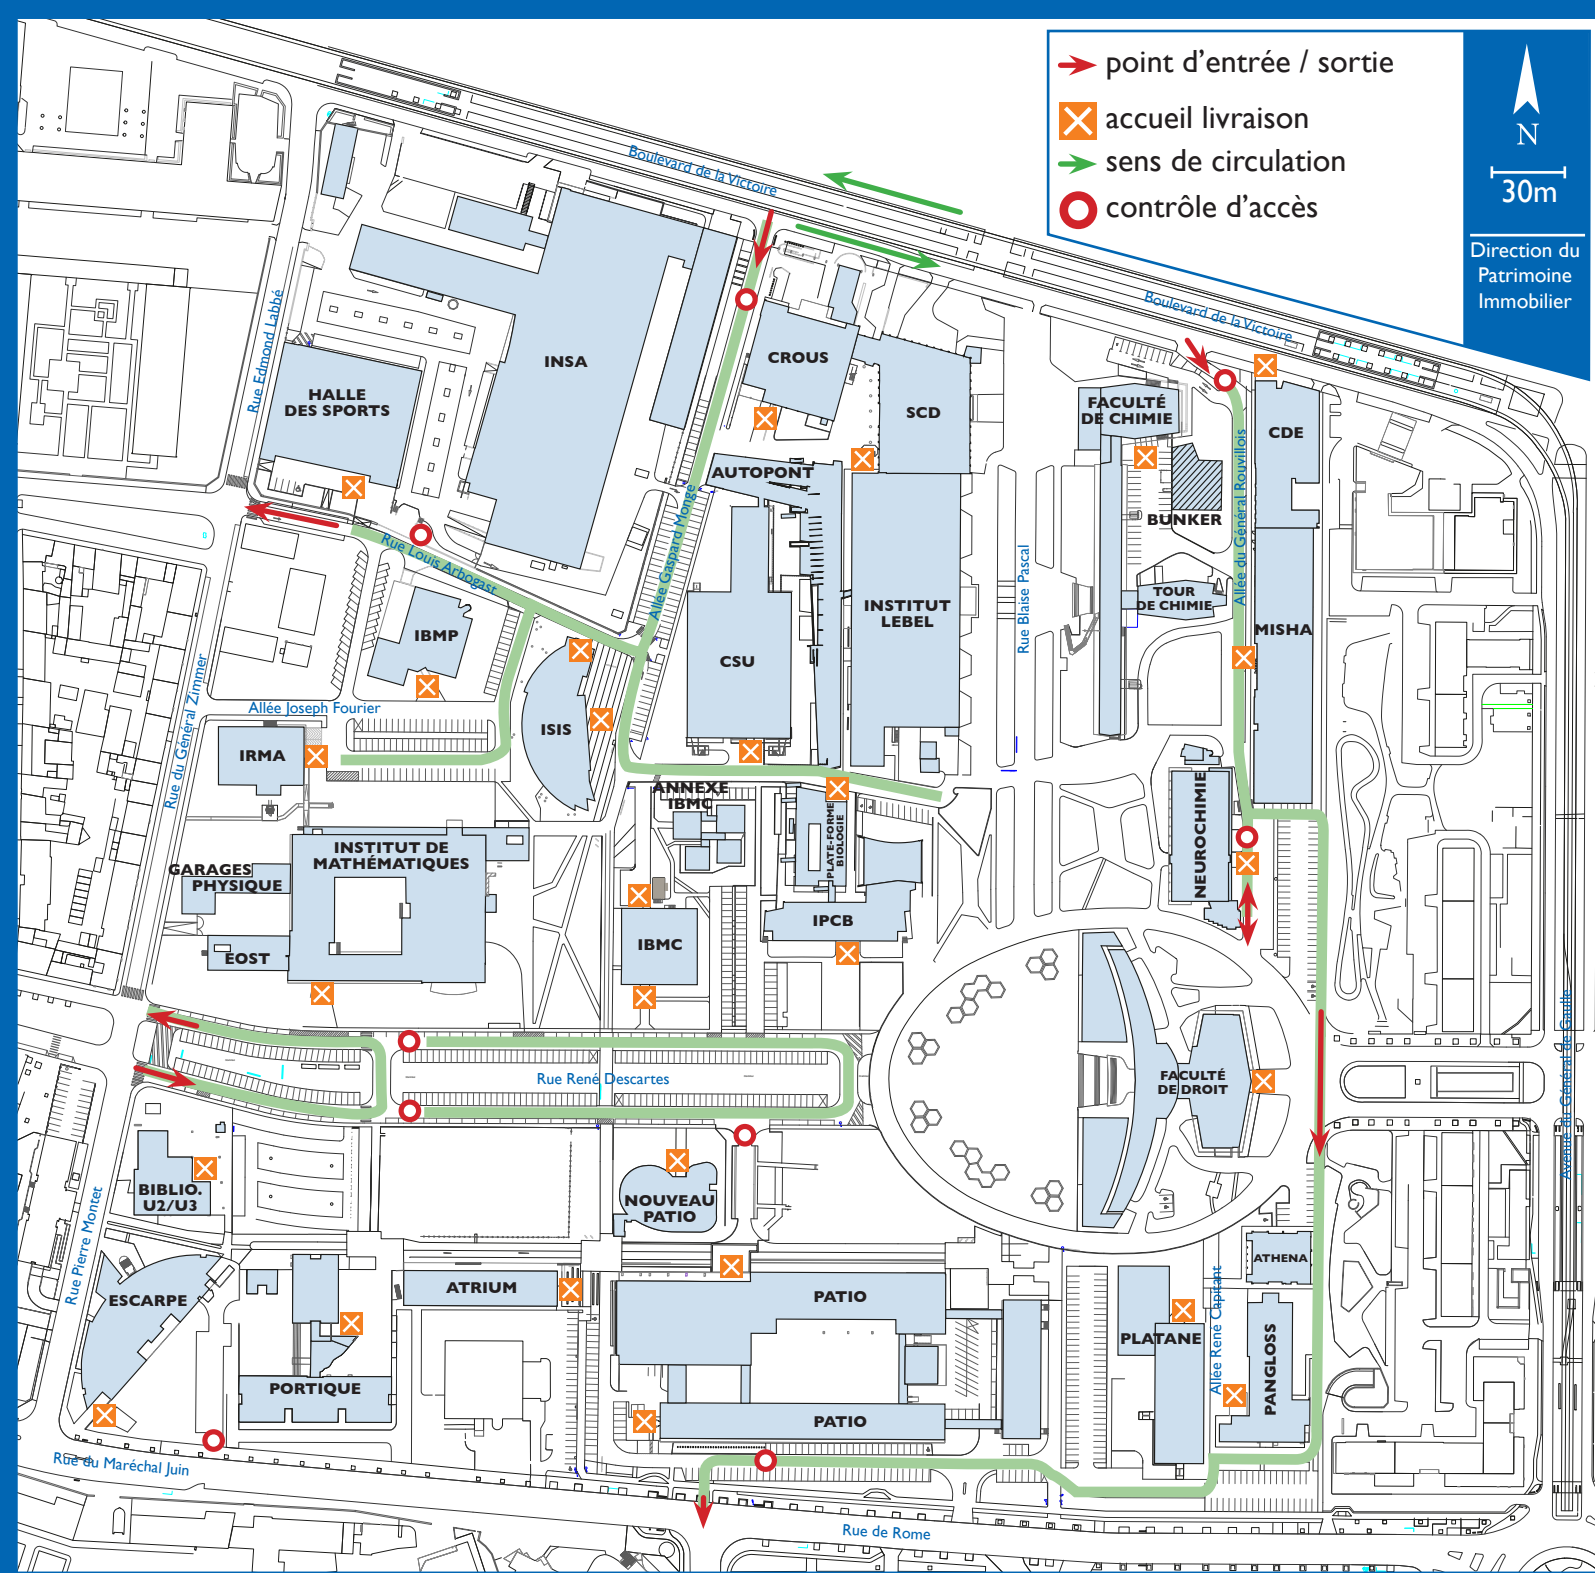 point d'entrée / sortie
accueil livraison
sens de circulation
contrôle d'accès
N
30m
Direction du
Patrimoine
Immobilier
Boulevard de la Victoire
Boulevard de la Victoire
Rue Edmond Labbé
INSA
HALLE
DES SPORTS
CROUS
SCD
FACULTÉ
DE CHIMIE
CDE
AUTOPONT
Allée Gaspard Monge
Allée du Général Rouvillois
BUNKER
Rue Louis Arbogast
Rue Blaise Pascal
TOUR
DE CHIMIE
INSTITUT
LEBEL
IBMP
MISHA
CSU
Rue du Général Zimmer
Allée Joseph Fourier
ISIS
IRMA
ANNEXE
IBMC
PLATE-FORME
BIOLOGIE
NEUROCHIMIE
INSTITUT DE
MATHÉMATIQUES
GARAGES
PHYSIQUE
IPCB
IBMC
EOST
Avenue du Général de Gaulle
Rue René Descartes
FACULTÉ
DE DROIT
BIBLIO.
U2/U3
NOUVEAU
PATIO
Rue Pierre Montet
ATHENA
ESCARPE
ATRIUM
PATIO
Allée René Capitant
PLATANE
PANGLOSS
PORTIQUE
PATIO
Rue du Maréchal Juin
Rue de Rome